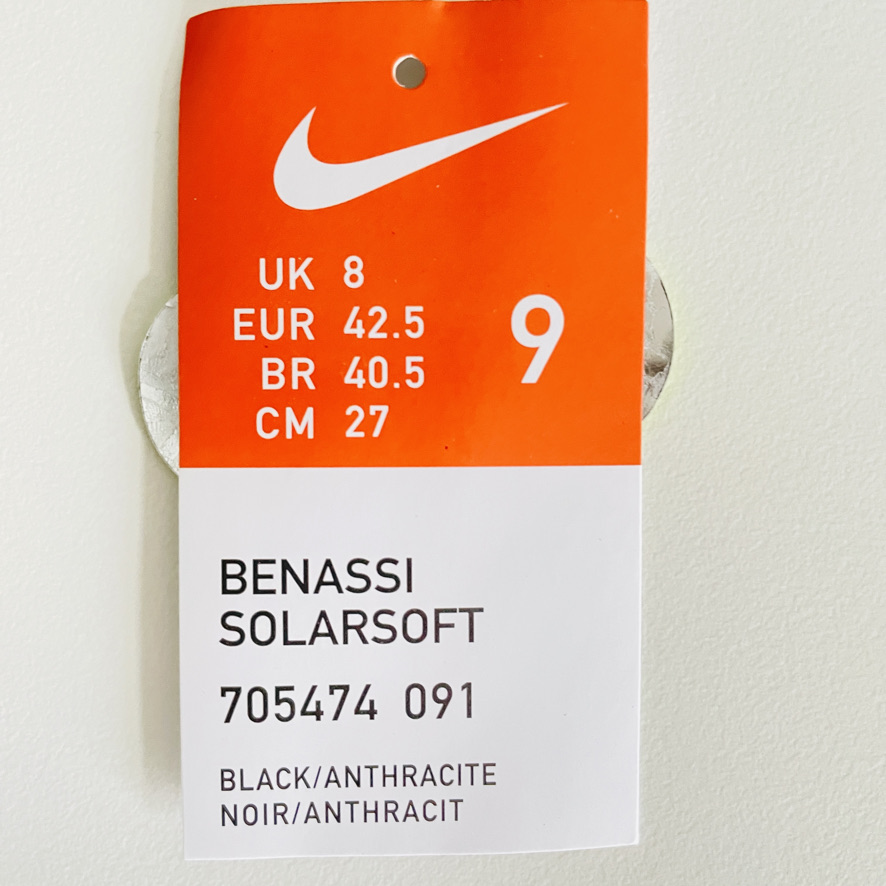 UK 8
EUR 42.5
BR 40.5
CM 27
9
BENASSI
SOLARSOFT
705474 091
BLACK/ANTHRACITE
NOIR/ANTHRACIT